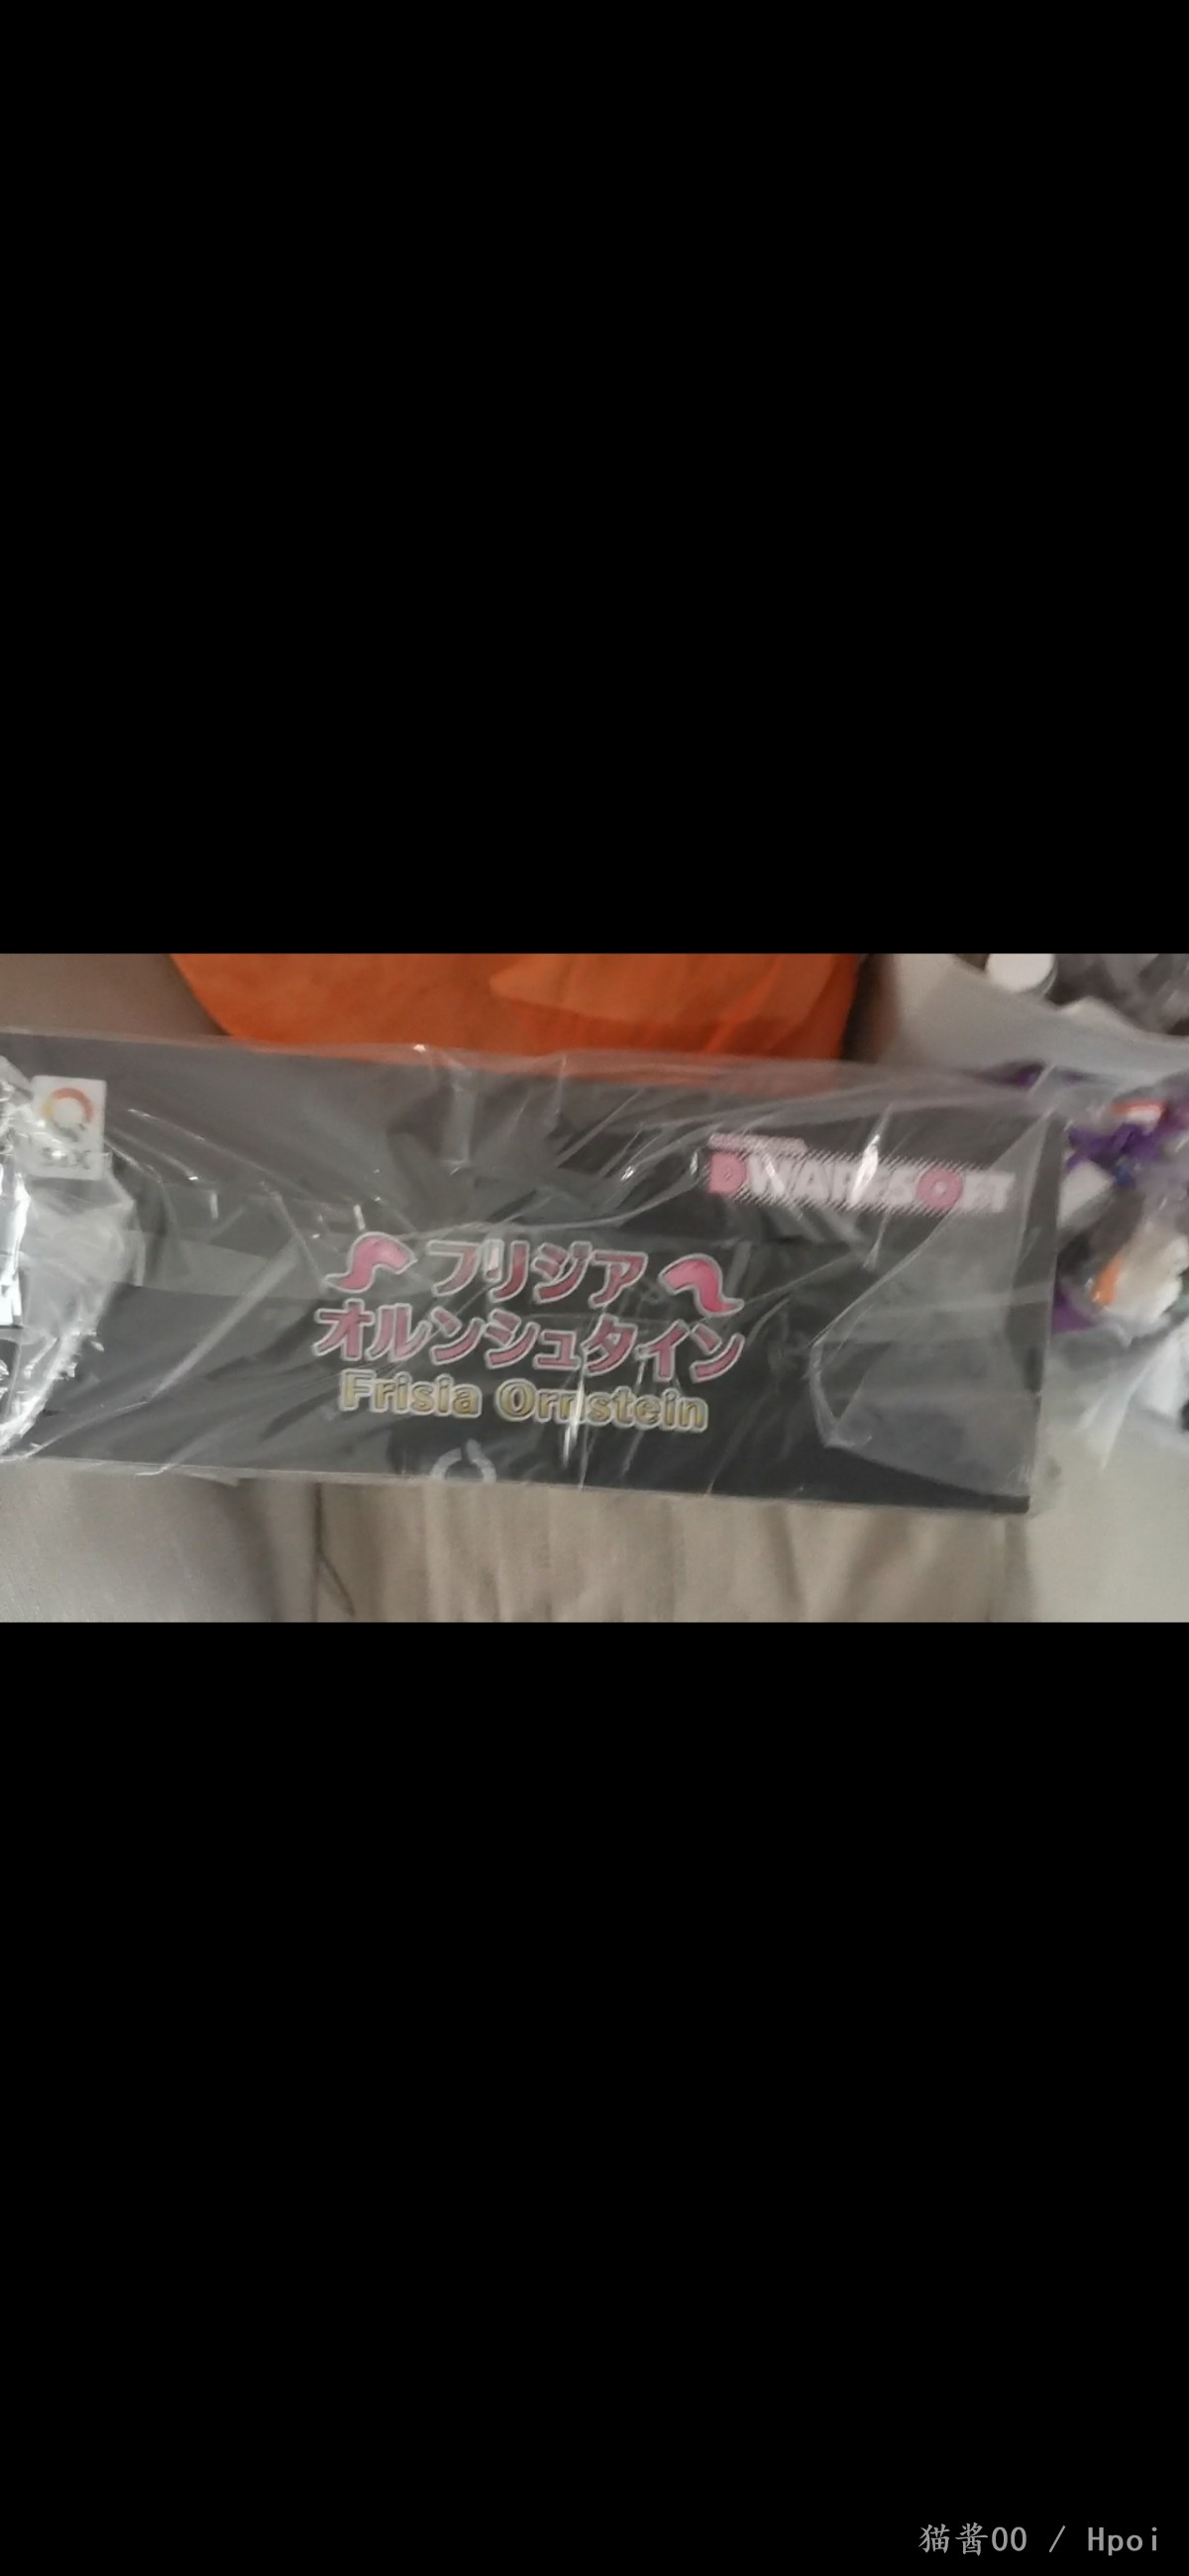 DWARFSOFT
フリジア
オルンシュタイン
Frisia Ornstein
猫酱00 / Hpoi